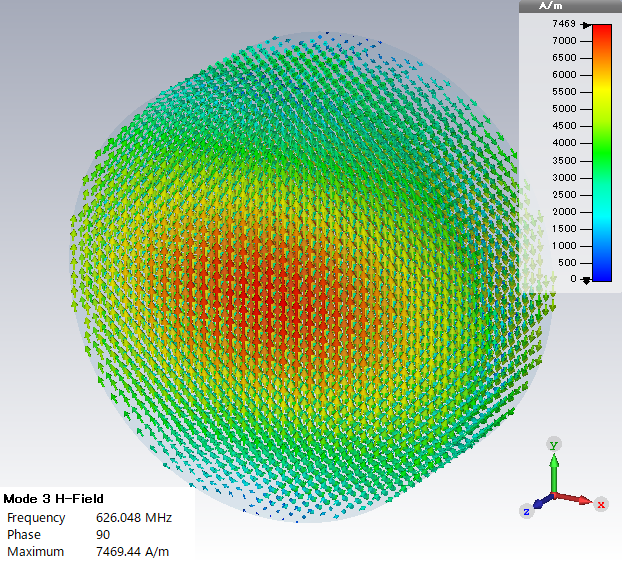 A/m
7469
7000
6500
6000
5500
5000
4500
4000
3500
3000
2500
2000
1500
1000
500
0
y
x
z
Mode 3 H-Field
Frequency 626.048 MHz
Phase 90
Maximum 7469.44 A/m